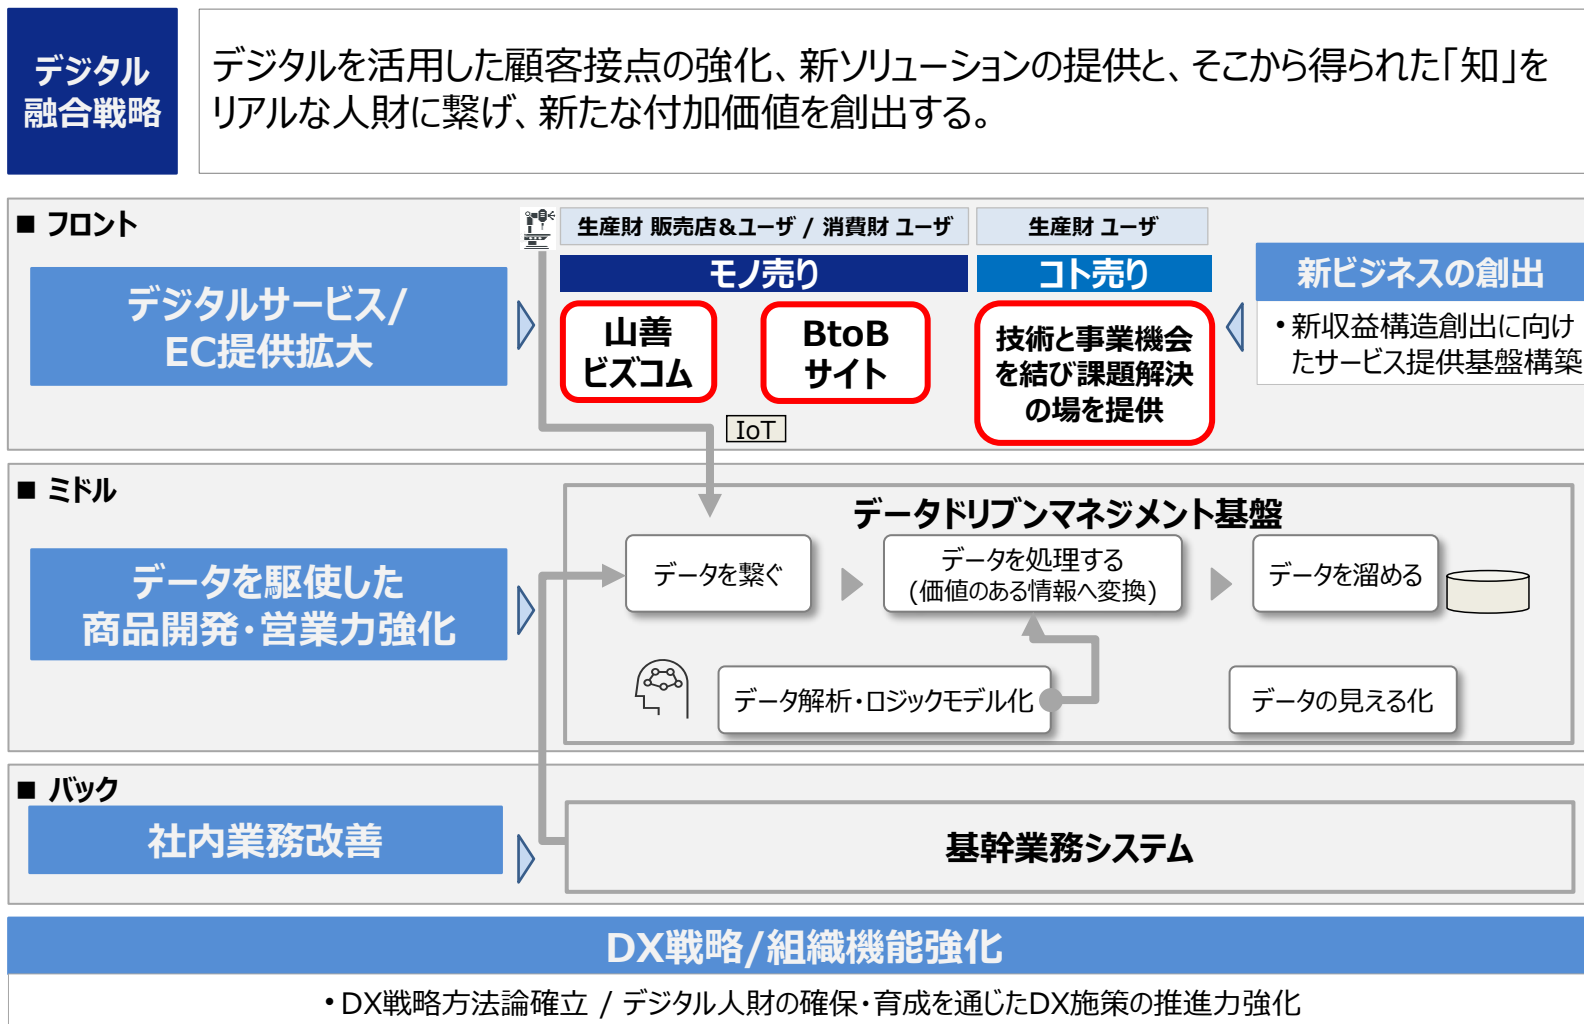 デジタル
融合戦略
デジタルを活用した顧客接点の強化、新ソリューションの提供と、そこから得られた「知」を
リアルな人財に繋げ、新たな付加価値を創出する。
■ フロント
生産財 販売店&ユーザ / 消費財 ユーザ
生産財 ユーザ
モノ売り
コト売り
新ビジネスの創出
デジタルサービス/
EC提供拡大
山善
ビズコム
BtoB
サイト
技術と事業機会
を結び課題解決
の場を提供
・新収益構造創出に向け
たサービス提供基盤構築
IoT
■ ミドル
データドリブンマネジメント基盤
データを駆使した
商品開発・営業力強化
データを繋ぐ
データを処理する
(価値のある情報へ変換)
データを溜める
データ解析・ロジックモデル化
データの見える化
■ バック
社内業務改善
基幹業務システム
DX戦略/組織機能強化
・DX戦略方法論確立 / デジタル人財の確保・育成を通じたDX施策の推進力強化